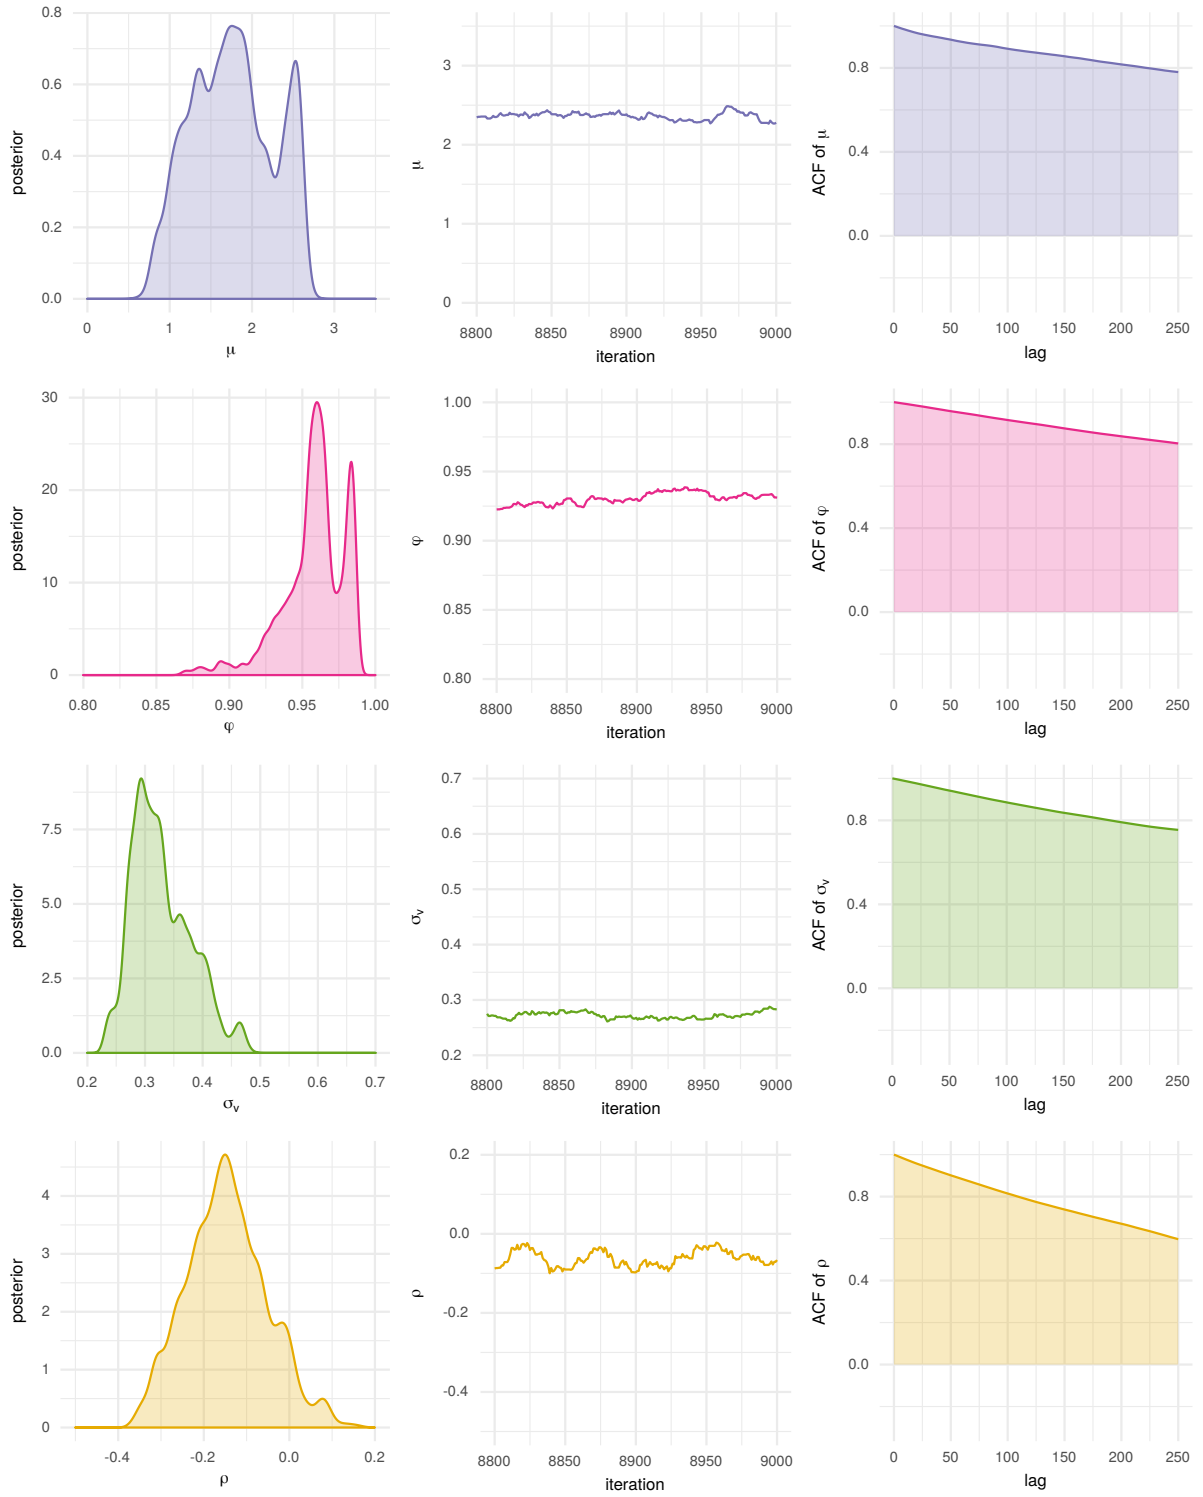 0.8
0.6
0.4
0.2
0.0
posterior
0 1 2 3
μ
3
2
1
0
μ
8800 8850 8900 8950 9000
iteration
0.8
0.4
0.0
ACF of μ
0 50 100 150 200 250
lag
30
20
10
0
posterior
0.80 0.85 0.90 0.95 1.00
φ
1.00
0.95
0.90
0.85
0.80
φ
8800 8850 8900 8950 9000
iteration
0.8
0.4
0.0
ACF of φ
0 50 100 150 200 250
lag
7.5
5.0
2.5
0.0
posterior
0.2 0.3 0.4 0.5 0.6 0.7
σv
0.7
0.6
0.5
0.4
0.3
0.2
σv
8800 8850 8900 8950 9000
iteration
0.8
0.4
0.0
ACF of σv
0 50 100 150 200 250
lag
4
3
2
1
0
posterior
-0.4 -0.2 0.0 0.2
ρ
0.2
0.0
-0.2
-0.4
ρ
8800 8850 8900 8950 9000
iteration
0.8
0.4
0.0
ACF of ρ
0 50 100 150 200 250
lag